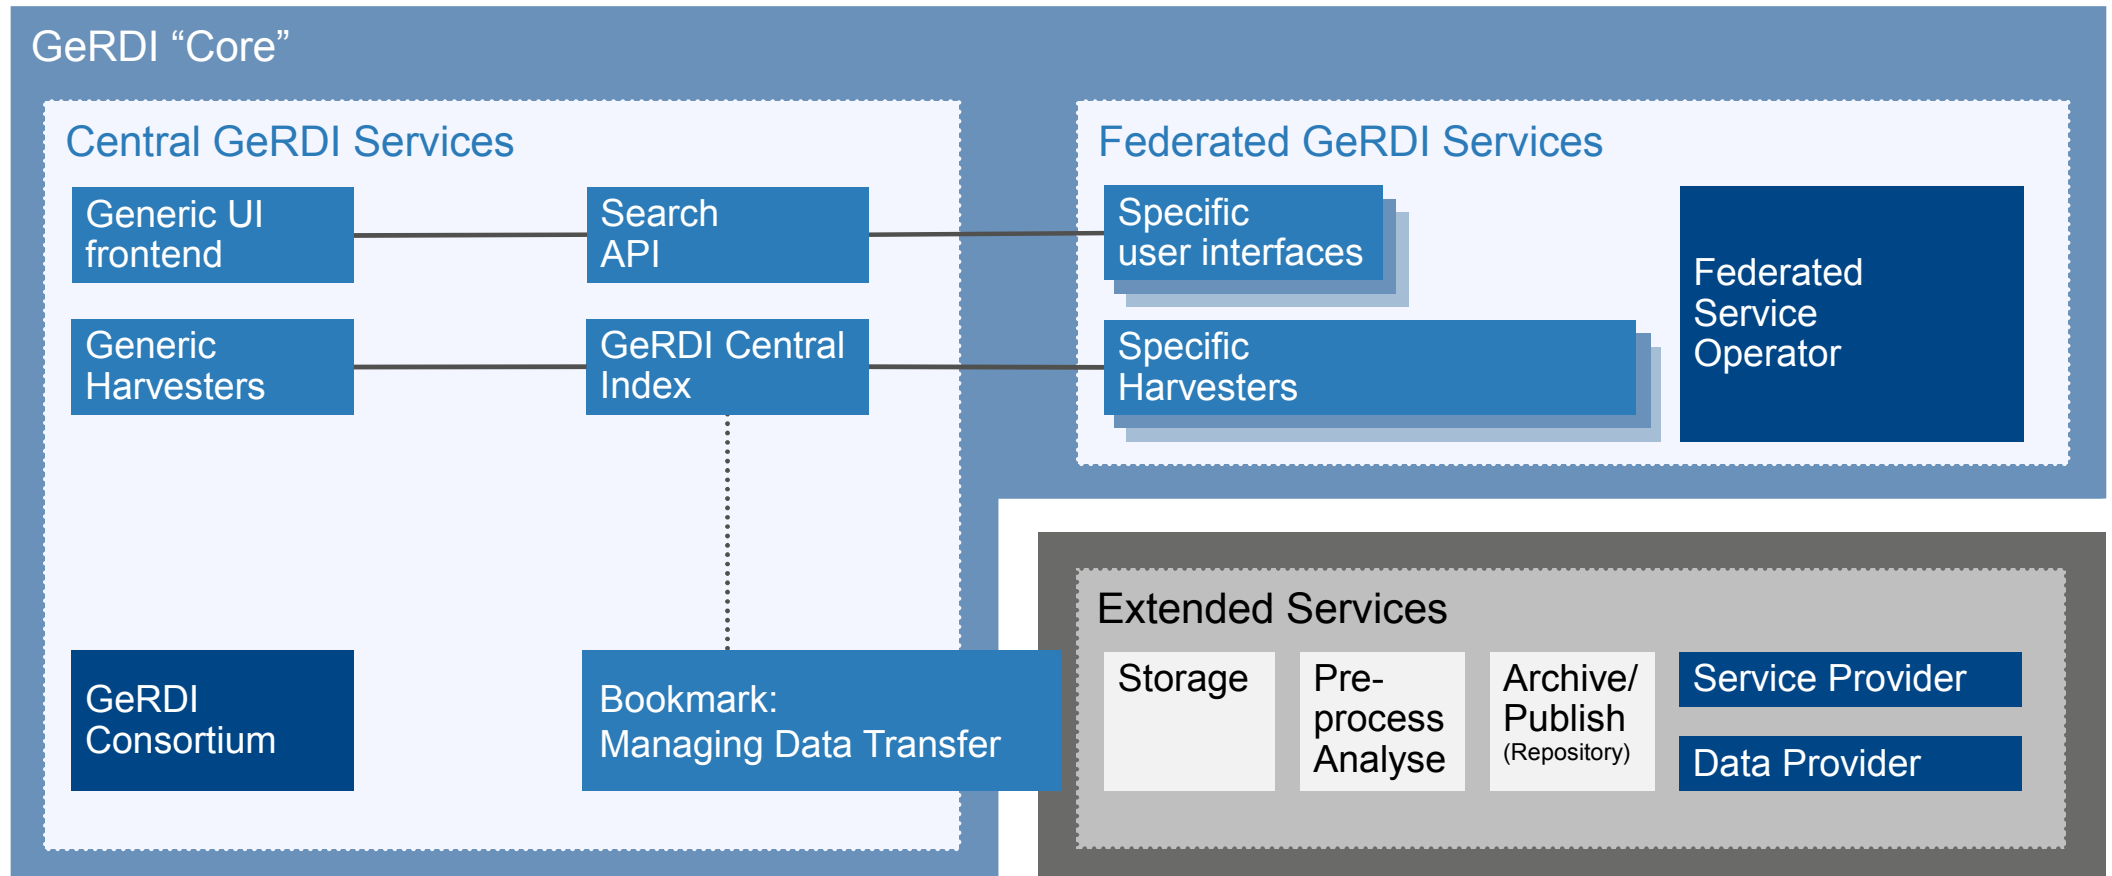 GeRDI “Core”
Central GeRDI Services
Generic UI
frontend
Search
API
Generic
Harvesters
GeRDI Central
Index
GeRDI
Consortium
Bookmark:
Managing Data Transfer
Federated GeRDI Services
Specific
user interfaces
Specific
Harvesters
Federated
Service
Operator
Extended Services
Storage
Pre-
process
Analyse
Archive/
Publish
(Repository)
Service Provider
Data Provider